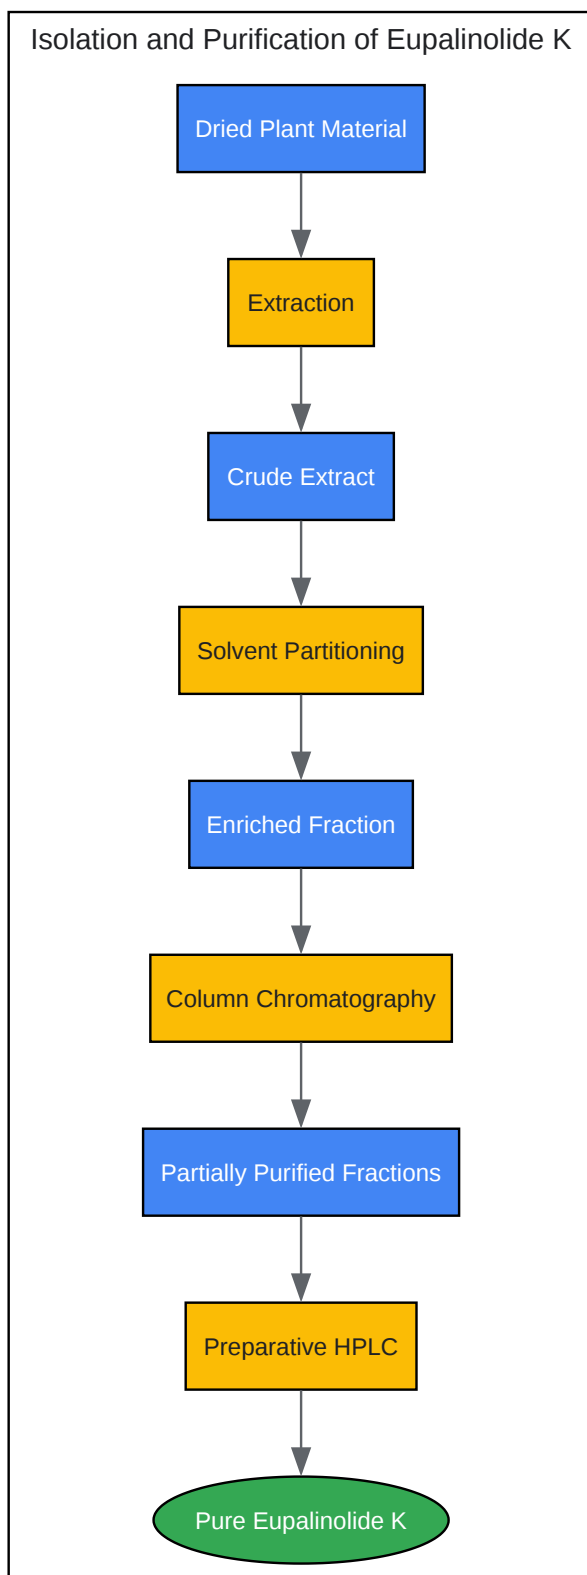 Isolation and Purification of Eupalinolide K
Dried Plant Material
Extraction
Crude Extract
Solvent Partitioning
Enriched Fraction
Column Chromatography
Partially Purified Fractions
Preparative HPLC
Pure Eupalinolide K